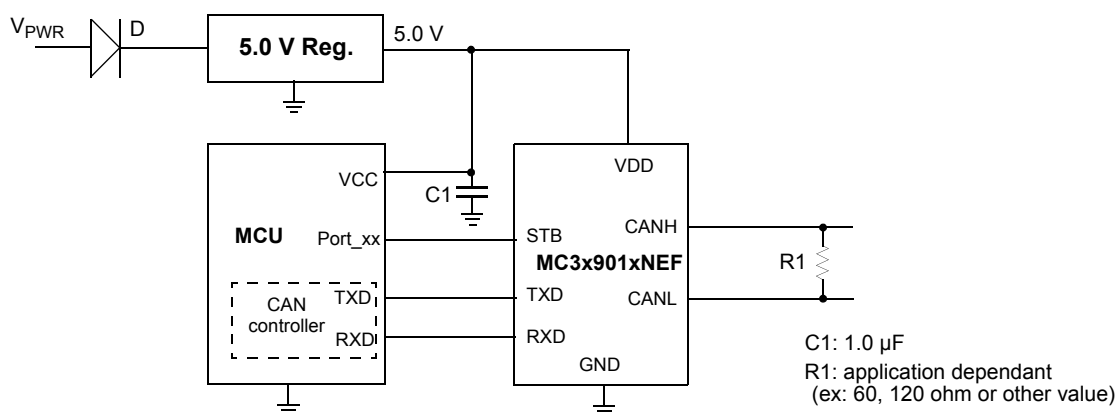 VPWR
D
5.0 V Reg.
5.0 V
VDD
VCC
C1
MCU
Port_xx
STB
CANH
MC3x901xNEF
R1
CAN
controller
TXD
TXD
CANL
RXD
RXD
GND
C1: 1.0 µF
R1: application dependant
(ex: 60, 120 ohm or other value)